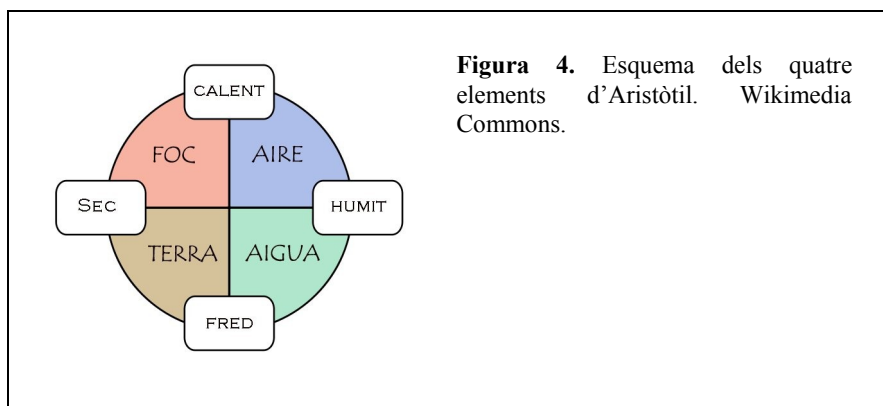 CALENT
FOC AIRE
SEC HUMIT
TERRA AIGUA
FRED
Figura 4. Esquema dels quatre
elements d'Aristòtil. Wikimedia
Commons.